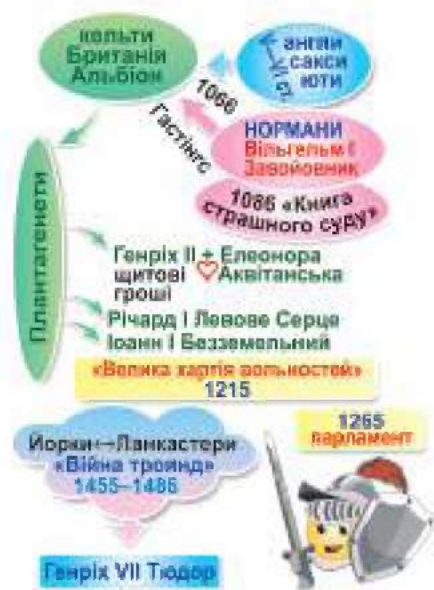 кельти
Британія
Альбіон
англи
сакси
юти
1066
Гастінгс
НОРМАНИ
Вільгельм I
Завойовник
1086 «Книга
страшного суду»
Плантагенети
Генріх II + Елеонора
щитові Аквітанська
гроші
Річард I Левове Серце
Іоанн I Безземельний
«Велика хартія вольностей»
1215
1265
парламент
Йорки↔Ланкастери
«Війна троянд»
1455–1485
Генріх VII Тюдор